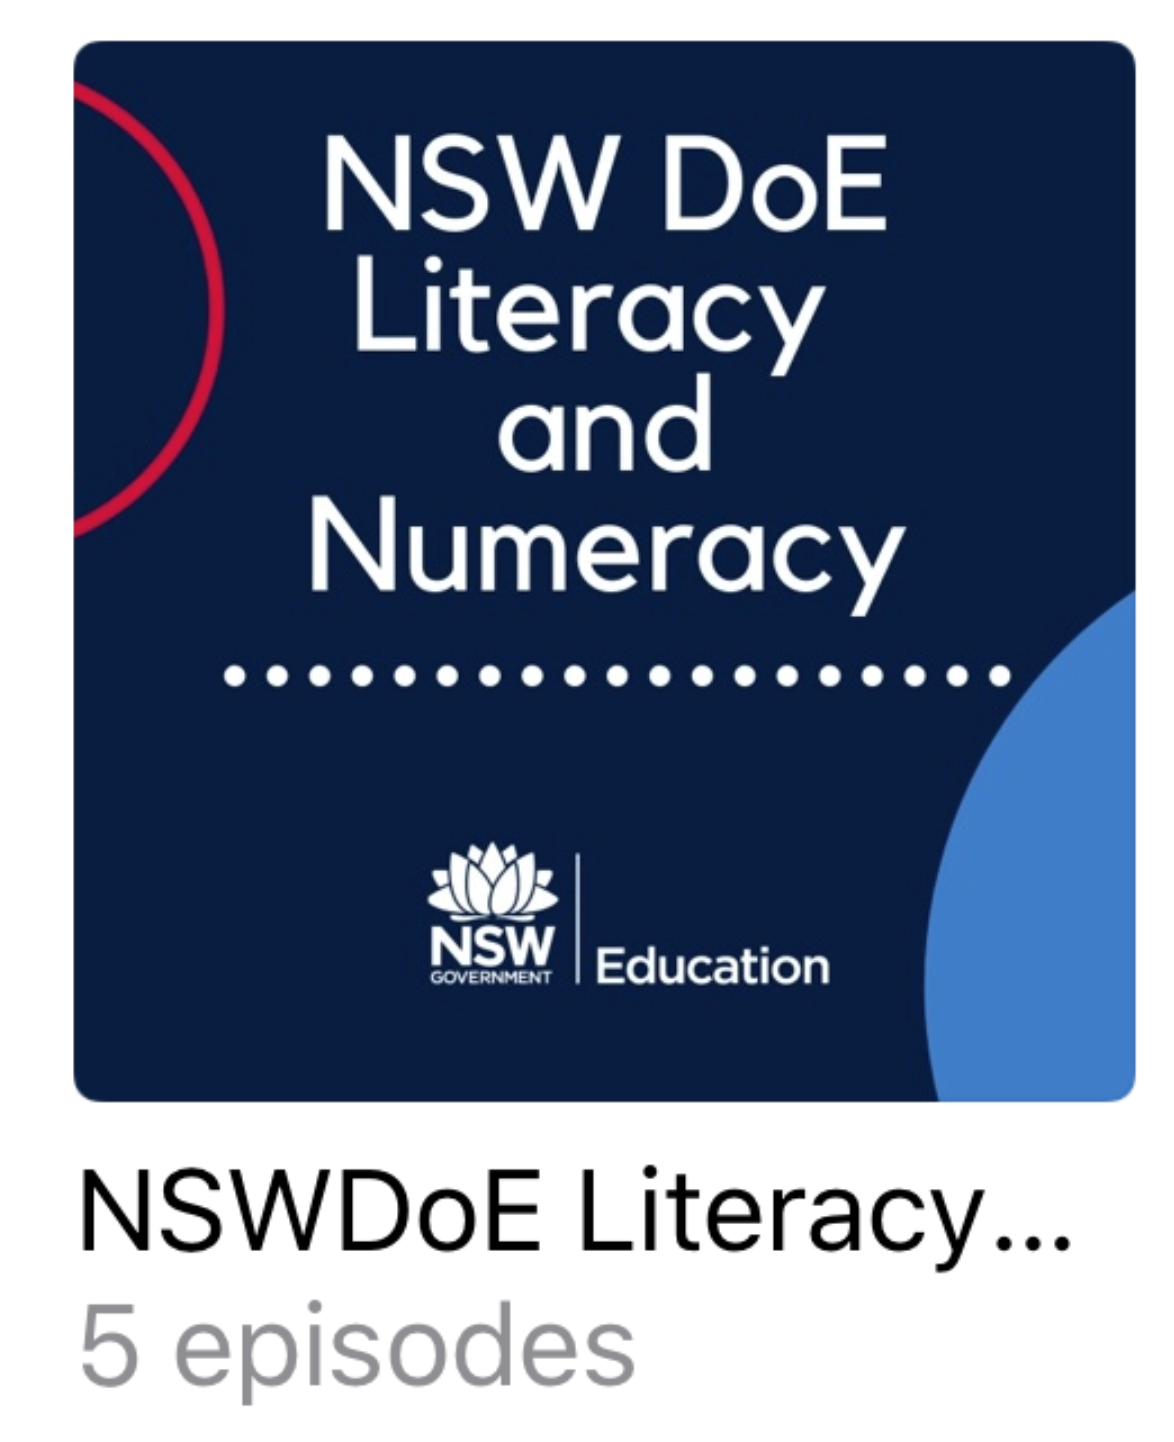 NSW DoE
Literacy
and
Numeracy
NSW
GOVERNMENT
Education
NSWDoE Literacy...
5 episodes